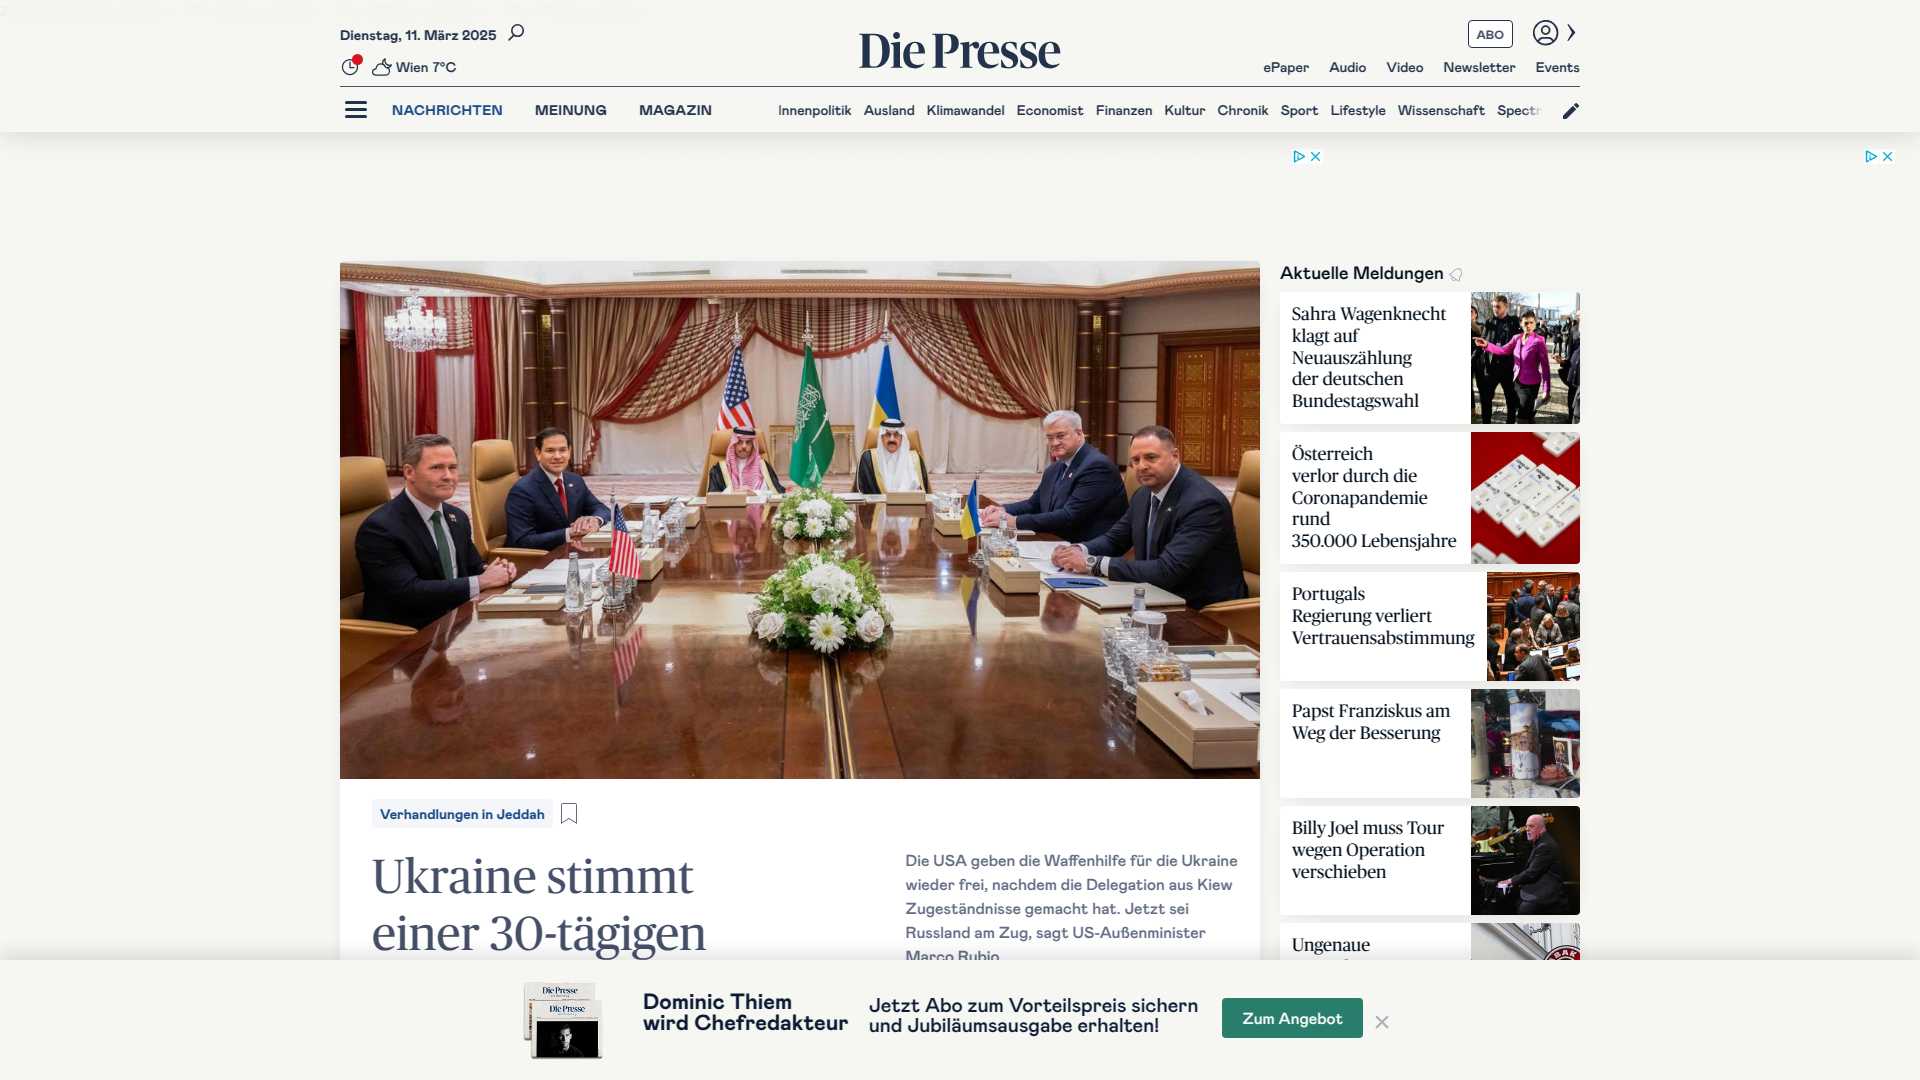 Dienstag, 11. März 2025
Wien 7°C
Die Presse
ABO
ePaper Audio Video Newsletter Events
NACHRICHTEN MEINUNG MAGAZIN
Innenpolitik Ausland Klimawandel Economist Finanzen Kultur Chronik Sport Lifestyle Wissenschaft Spectr
Verhandlungen in Jeddah
Ukraine stimmt
einer 30-tägigen
Die USA geben die Waffenhilfe für die Ukraine
wieder frei, nachdem die Delegation aus Kiew
Zugeständnisse gemacht hat. Jetzt sei
Russland am Zug, sagt US-Außenminister
Marco Rubio.
Aktuelle Meldungen
Sahra Wagenknecht
klagt auf
Neuauszählung
der deutschen
Bundestagswahl
Österreich
verlor durch die
Coronapandemie
rund
350.000 Lebensjahre
Portugals
Regierung verliert
Vertrauensabstimmung
Papst Franziskus am
Weg der Besserung
Billy Joel muss Tour
wegen Operation
verschieben
Ungenaue
Die Presse
Die Presse
Dominic Thiem
wird Chefredakteur
Jetzt Abo zum Vorteilspreis sichern
und Jubiläumsausgabe erhalten!
Zum Angebot